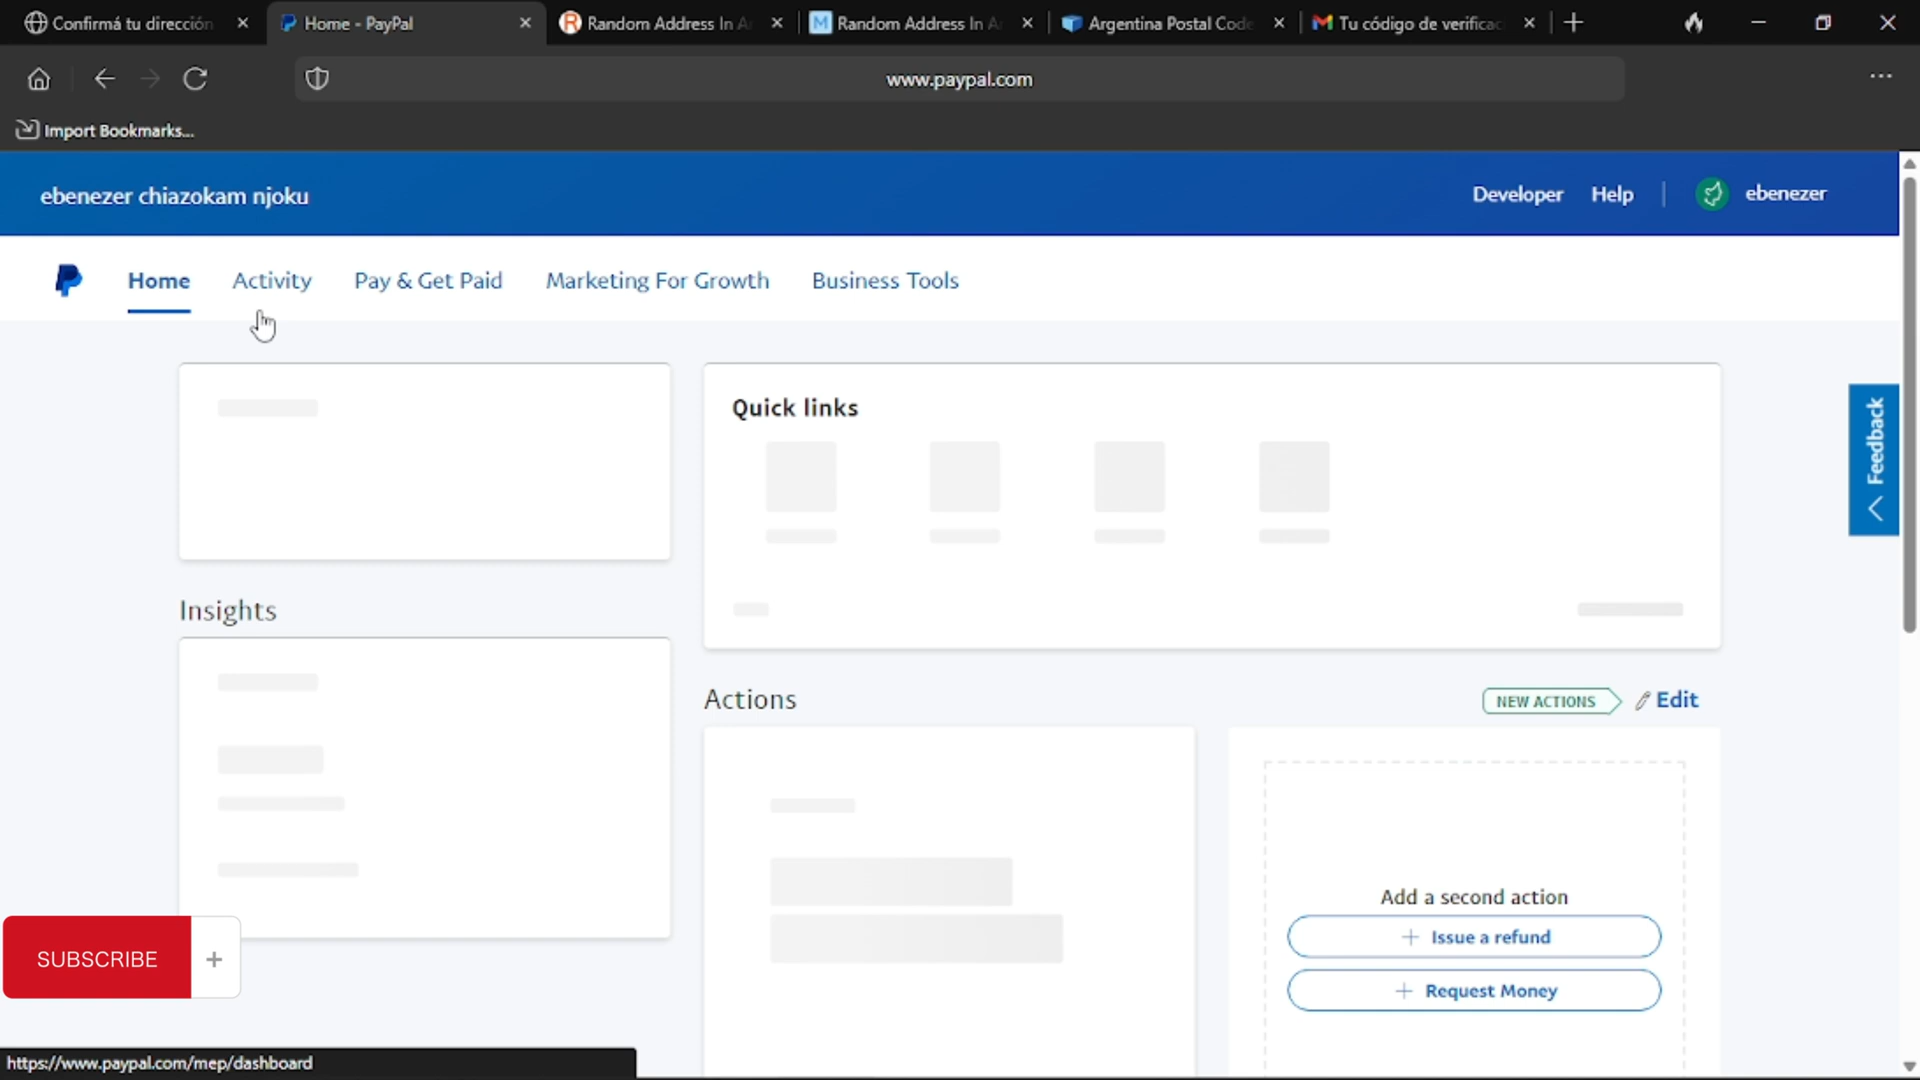 Confirmá tu dirección
Home - PayPal
Random Address In A
Random Address In A
Argentina Postal Code
Tu código de verificac
www.paypal.com
Import Bookmarks...
ebenezer chiazokam njoku
Developer
Help
ebenezer
Home
Activity
Pay & Get Paid
Marketing For Growth
Business Tools
Quick links
Feedback
Insights
Actions
NEW ACTIONS
Edit
Add a second action
+ Issue a refund
+ Request Money
SUBSCRIBE +
https://www.paypal.com/mep/dashboard